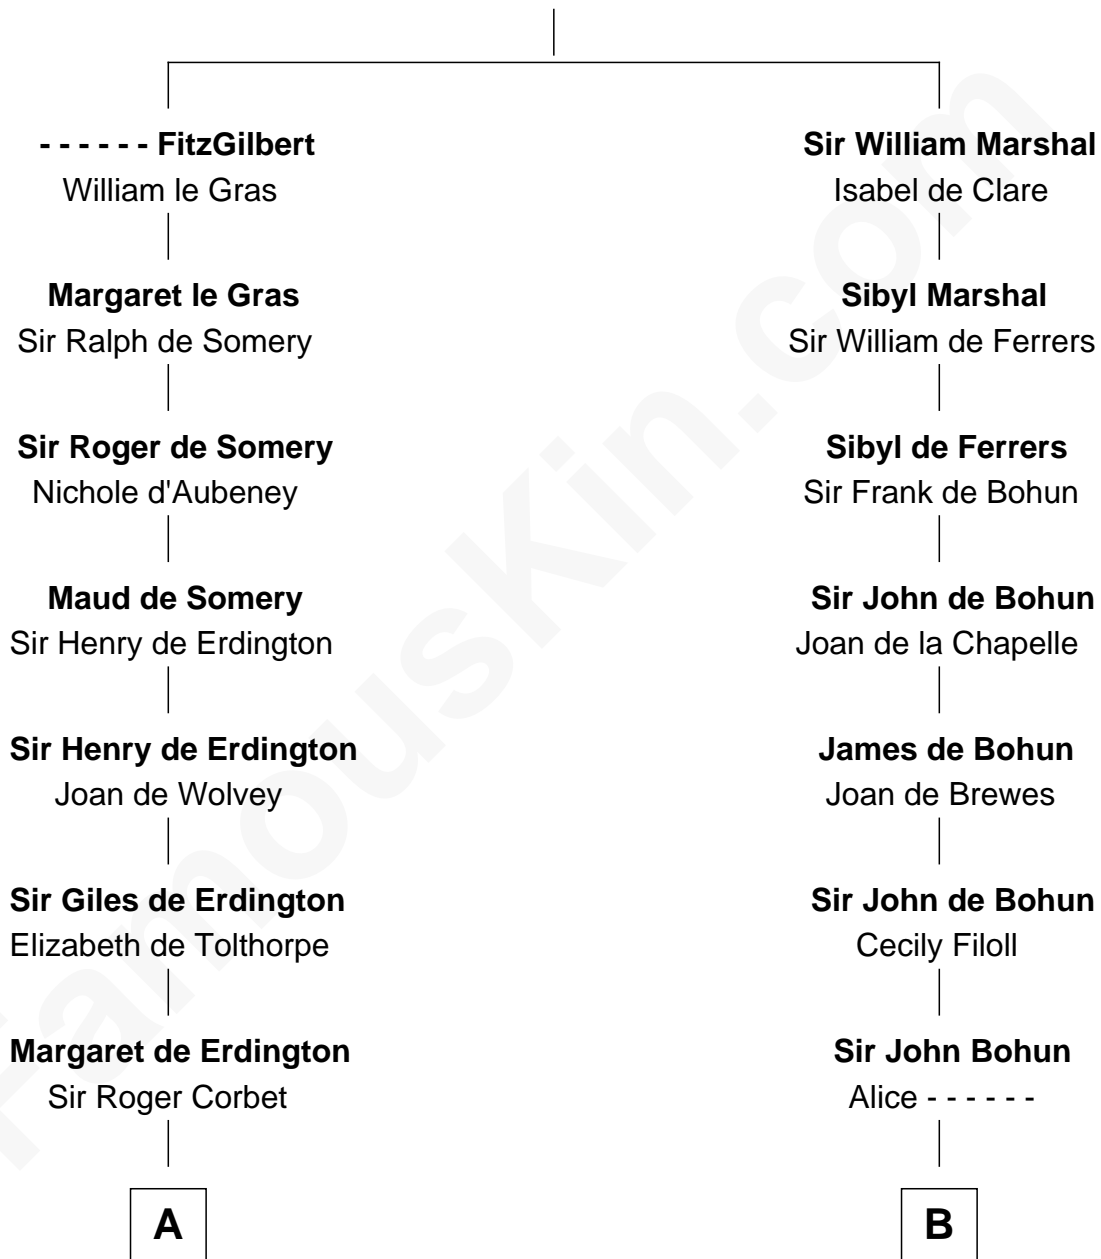 - - - - - - FitzGilbert
William le Gras
Margaret le Gras
Sir Ralph de Somery
Sir Roger de Somery
Nichole d'Aubeney
Maud de Somery
Sir Henry de Erdington
Sir Henry de Erdington
Joan de Wolvey
Sir Giles de Erdington
Elizabeth de Tolthorpe
Margaret de Erdington
Sir Roger Corbet
A
Sir William Marshal
Isabel de Clare
Sibyl Marshal
Sir William de Ferrers
Sibyl de Ferrers
Sir Frank de Bohun
Sir John de Bohun
Joan de la Chapelle
James de Bohun
Joan de Brewes
Sir John de Bohun
Cecily Filoll
Sir John Bohun
Alice - - - - - -
B
FamousKin.com